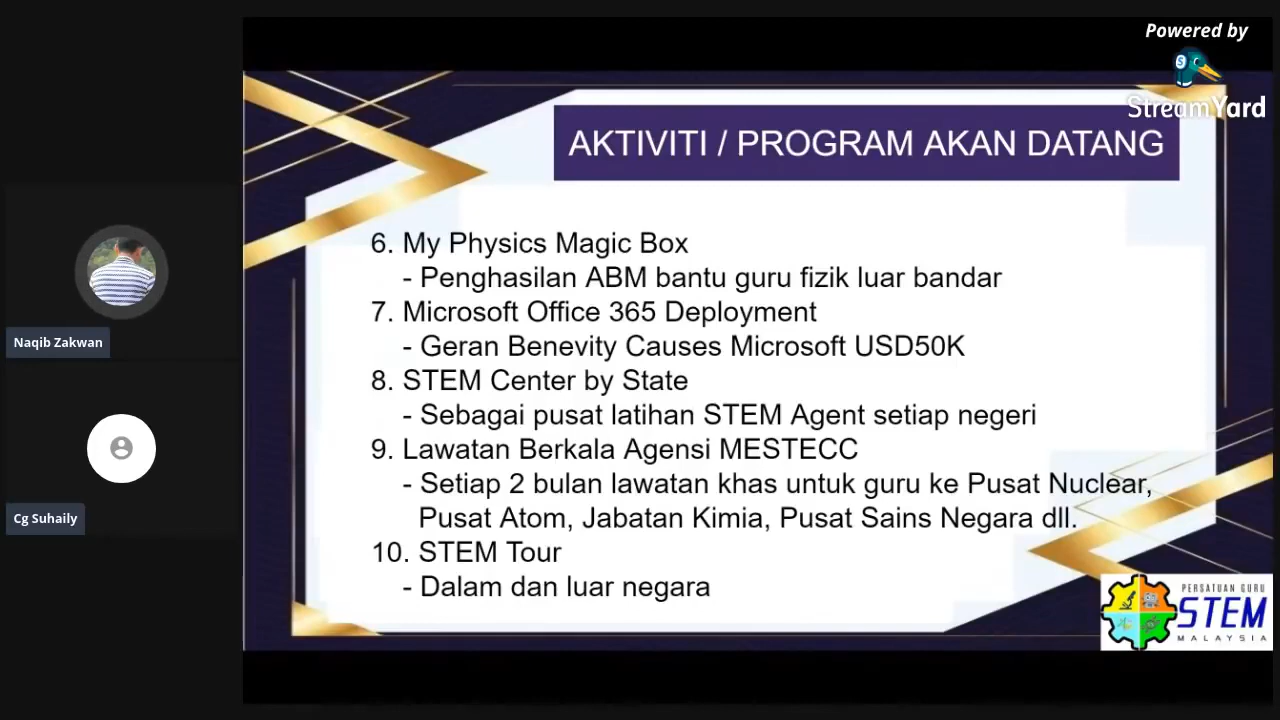 Powered by
StreamYard
AKTIVITI / PROGRAM AKAN DATANG
6. My Physics Magic Box
- Penghasilan ABM bantu guru fizik luar bandar
7. Microsoft Office 365 Deployment
- Geran Benevity Causes Microsoft USD50K
8. STEM Center by State
- Sebagai pusat latihan STEM Agent setiap negeri
9. Lawatan Berkala Agensi MESTECC
- Setiap 2 bulan lawatan khas untuk guru ke Pusat Nuclear,
Pusat Atom, Jabatan Kimia, Pusat Sains Negara dll.
10. STEM Tour
- Dalam dan luar negara
Naqib Zakwan
Cg Suhaily
PERSATUAN GURU
STEM
MALAYSIA